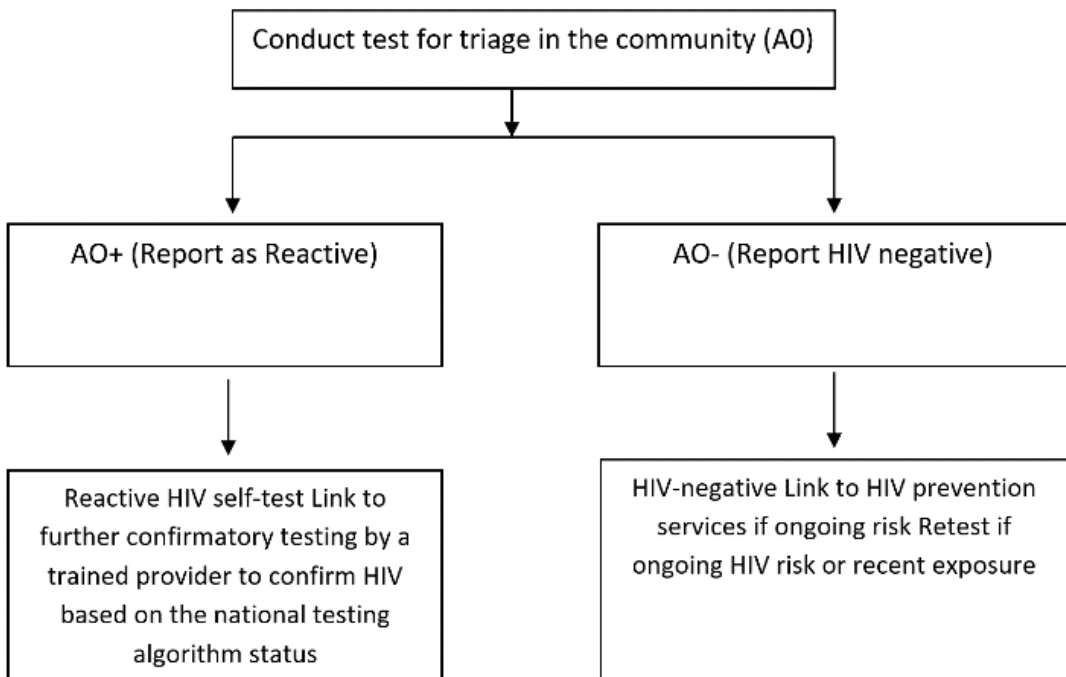 Conduct test for triage in the community (A0)
AO+ (Report as Reactive)
AO- (Report HIV negative)
Reactive HIV self-test Link to
further confirmatory testing by a
trained provider to confirm HIV
based on the national testing
algorithm status
HIV-negative Link to HIV prevention
services if ongoing risk Retest if
ongoing HIV risk or recent exposure